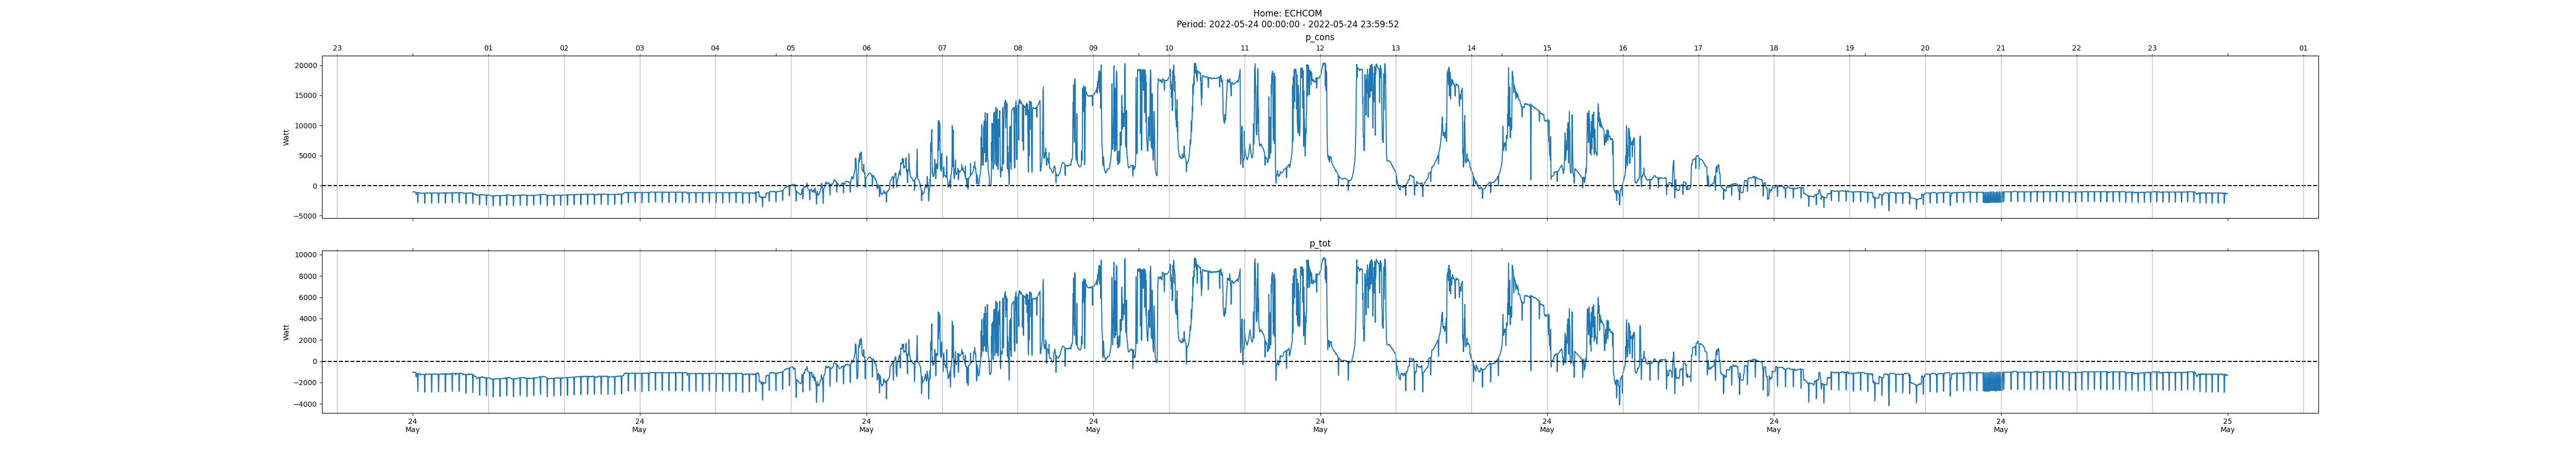 Home: ECHCOM
Period: 2022-05-24 00:00:00 - 2022-05-24 23:59:52
p_cons
23 01 02 03 04 05 06 07 08 09 10 11 12 13 14 15 16 17 18 19 20 21 22 23 01
20000
15000
10000
5000
0
−5000
Watt
p_tot
10000
8000
6000
4000
2000
0
−2000
−4000
Watt
24 24 24 24 24 24 24 24 25
May May May May May May May May May